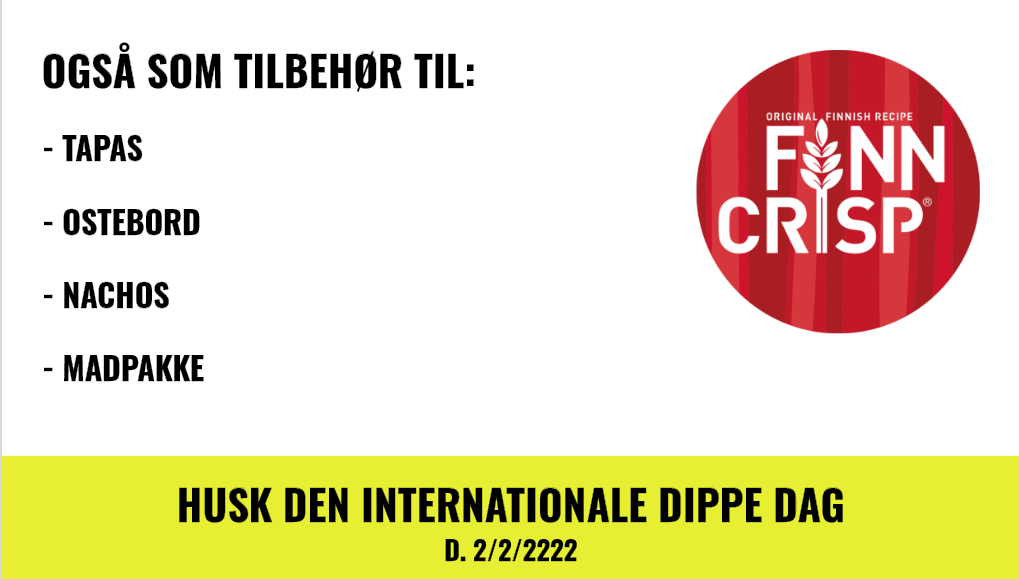 OGSÅ SOM TILBEHØR TIL:
- TAPAS
- OSTEBORD
- NACHOS
- MADPAKKE
ORIGINAL FINNISH RECIPE
FINN
CRISP®
HUSK DEN INTERNATIONALE DIPPE DAG
D. 2/2/2222